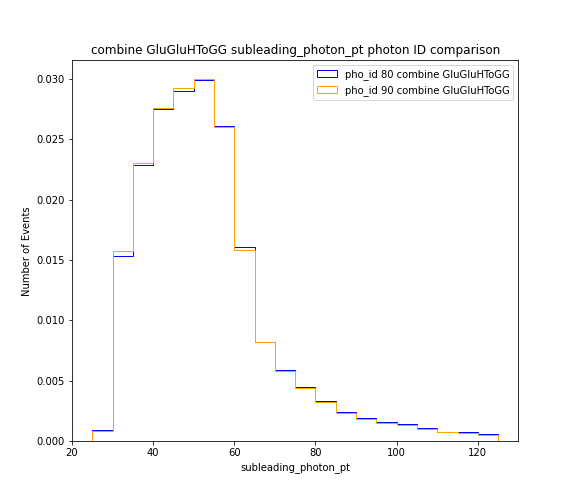 combine GluGluHToGG subleading_photon_pt photon ID comparison
pho_id 80 combine GluGluHToGG
pho_id 90 combine GluGluHToGG
Number of Events
0.030
0.025
0.020
0.015
0.010
0.005
0.000
20 40 60 80 100 120
subleading_photon_pt